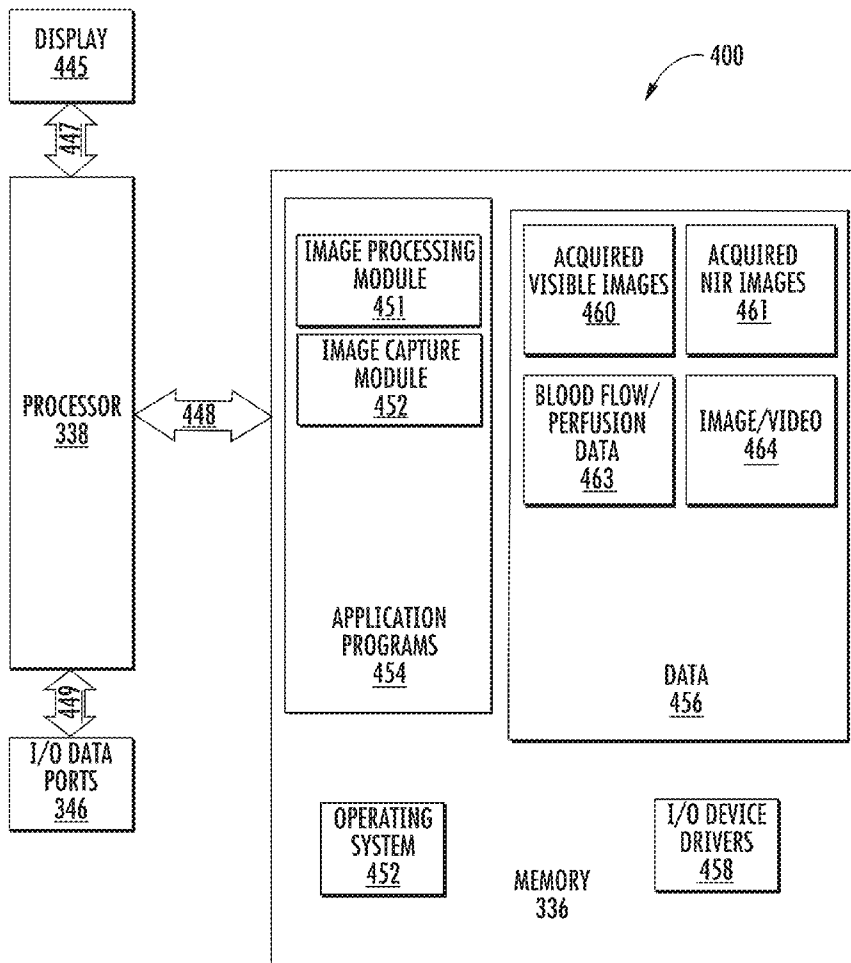 DISPLAY
445
400
447
PROCESSOR
338
448
449
I/O DATA
PORTS
346
IMAGE PROCESSING
MODULE
451
IMAGE CAPTURE
MODULE
452
APPLICATION
PROGRAMS
454
ACQUIRED
VISIBLE IMAGES
460
ACQUIRED
NIR IMAGES
461
BLOOD FLOW/
PERFUSION
DATA
463
IMAGE/VIDEO
464
DATA
456
OPERATING
SYSTEM
452
MEMORY
336
I/O DEVICE
DRIVERS
458